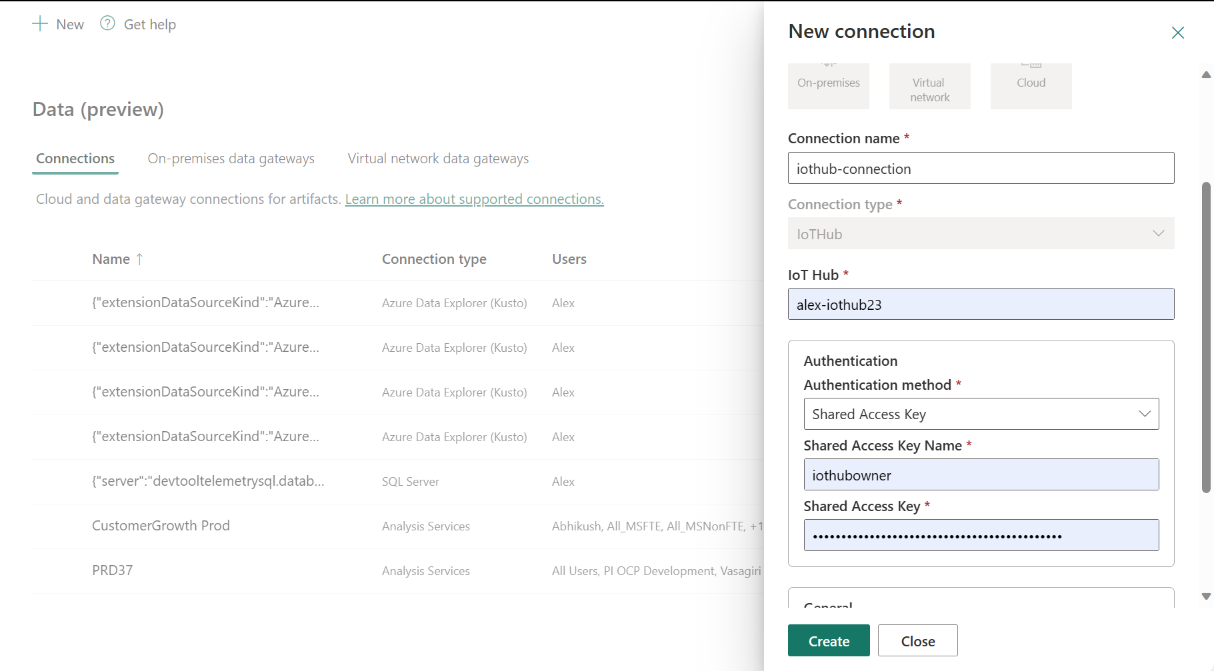 New Get help
Data (preview)
Connections On-premises data gateways Virtual network data gateways
Cloud and data gateway connections for artifacts. Learn more about supported connections.
Name ↑ Connection type Users
{"extensionDataSourceKind":"Azure... Azure Data Explorer (Kusto) Alex
{"extensionDataSourceKind":"Azure... Azure Data Explorer (Kusto) Alex
{"extensionDataSourceKind":"Azure... Azure Data Explorer (Kusto) Alex
{"extensionDataSourceKind":"Azure... Azure Data Explorer (Kusto) Alex
{"server":"devtooltelemetrysql.datab... SQL Server Alex
CustomerGrowth Prod Analysis Services Abhikush, All_MSFTE, All_MSNonFTE, +1
PRD37 Analysis Services All Users, PI OCP Development, Vasagiri
New connection
On-premises
Virtual
network
Cloud
Connection name *
iothub-connection
Connection type *
IoTHub
IoT Hub *
alex-iothub23
Authentication
Authentication method *
Shared Access Key
Shared Access Key Name *
iothubowner
Shared Access Key *
General
Create Close